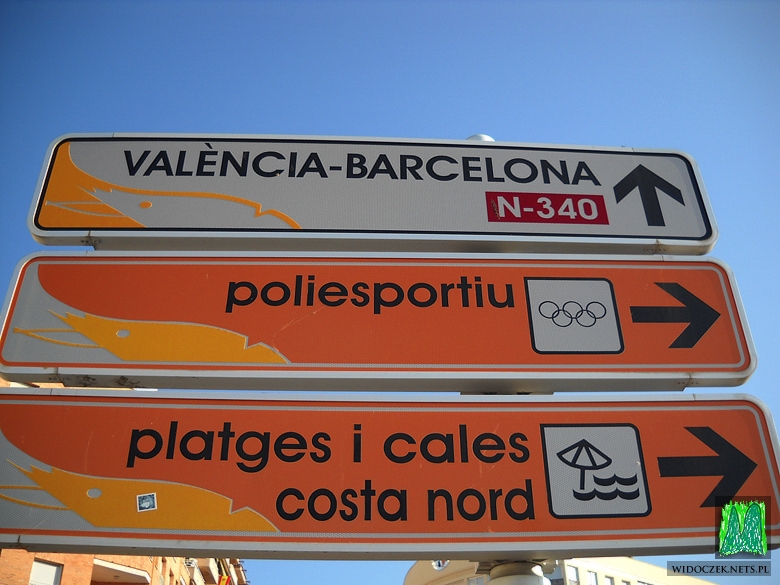 VALÈNCIA-BARCELONA
N-340
poliesportiu
platges i cales
costa nord
WIDOCZEK.NETS.PL